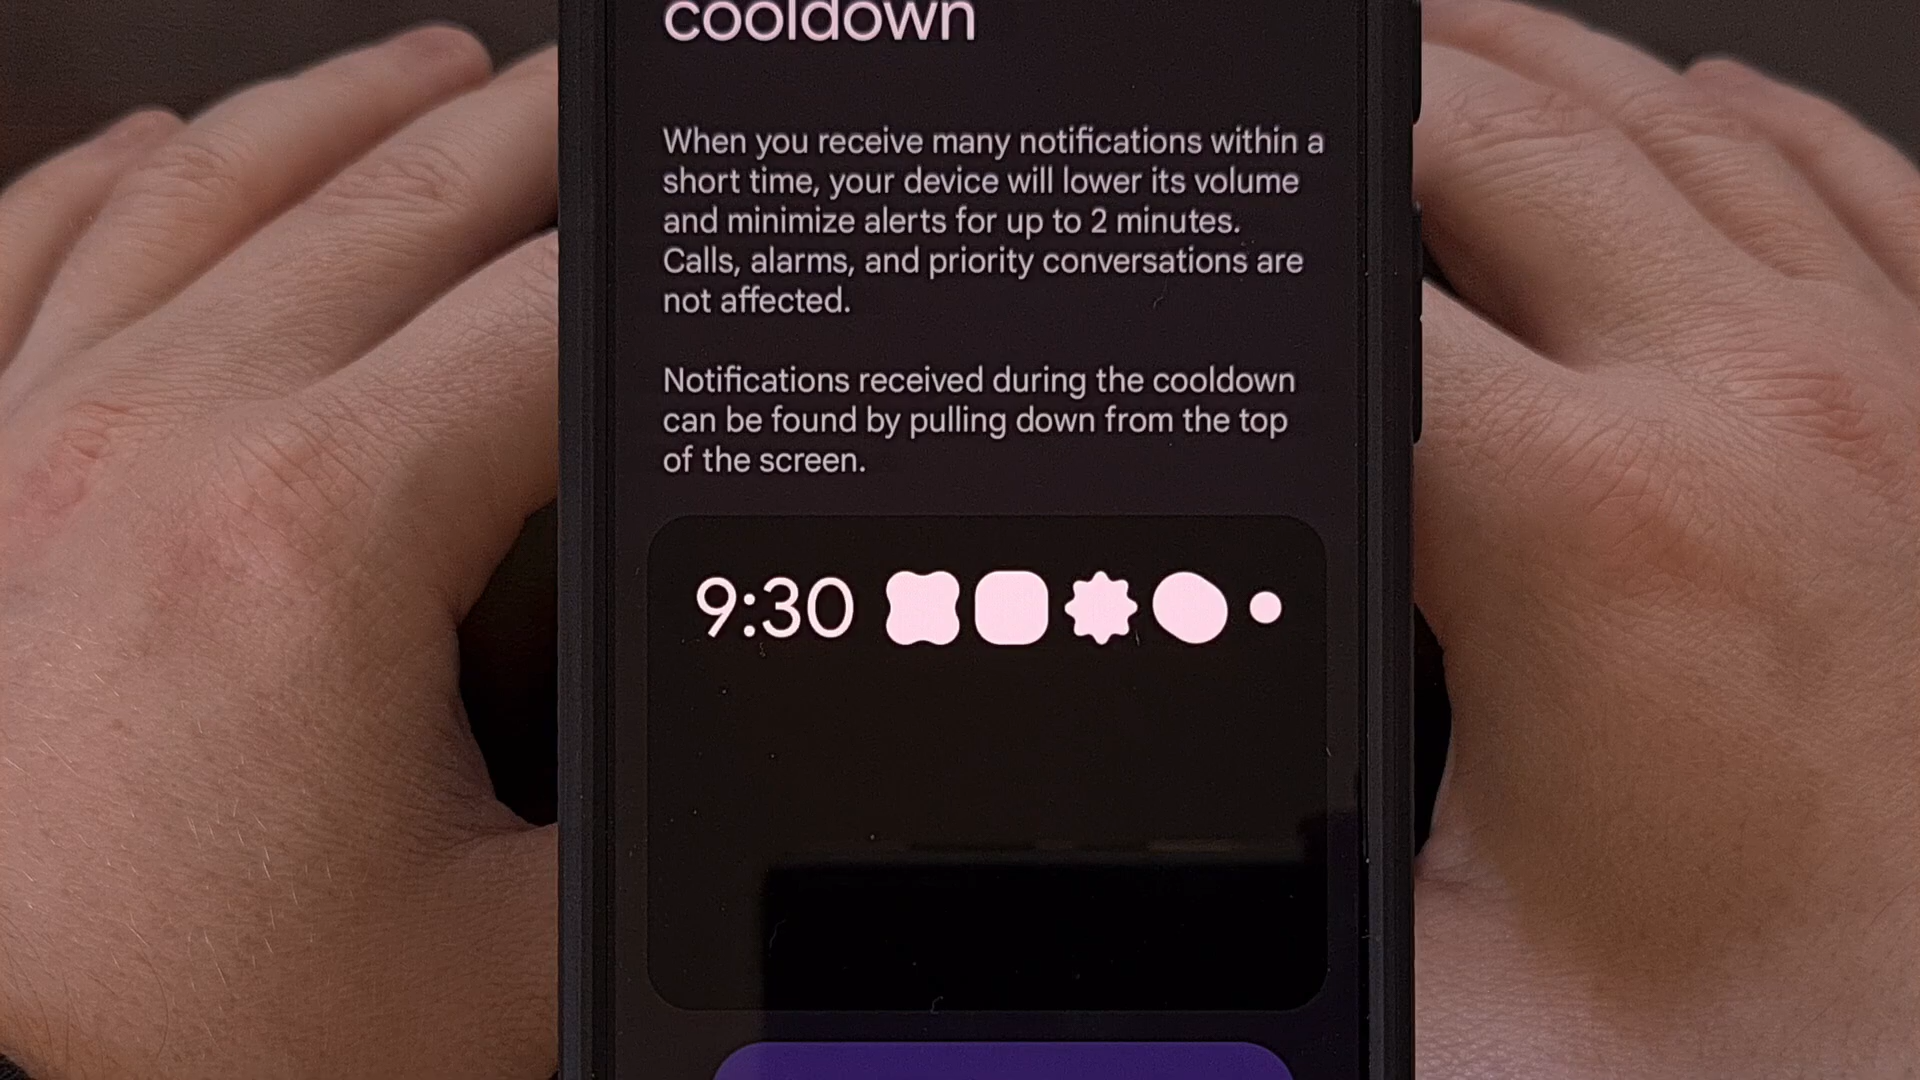 cooldown
When you receive many notifications within a
short time, your device will lower its volume
and minimize alerts for up to 2 minutes.
Calls, alarms, and priority conversations are
not affected.
Notifications received during the cooldown
can be found by pulling down from the top
of the screen.
9:30